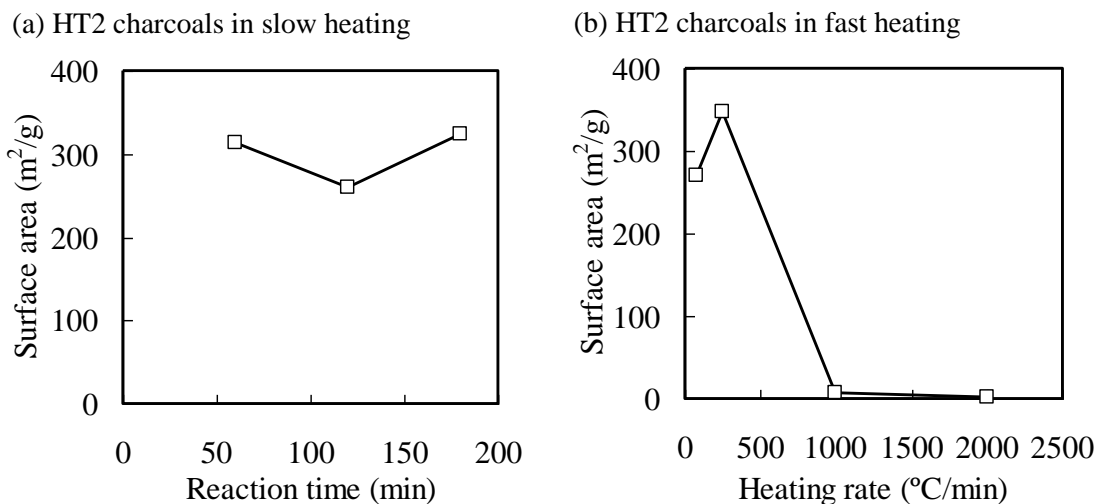 (a) HT2 charcoals in slow heating
400
300
200
100
0
0 50 100 150 200
Surface area (m²/g)
Reaction time (min)
(b) HT2 charcoals in fast heating
400
300
200
100
0
0 500 1000 1500 2000 2500
Surface area (m²/g)
Heating rate (ºC/min)